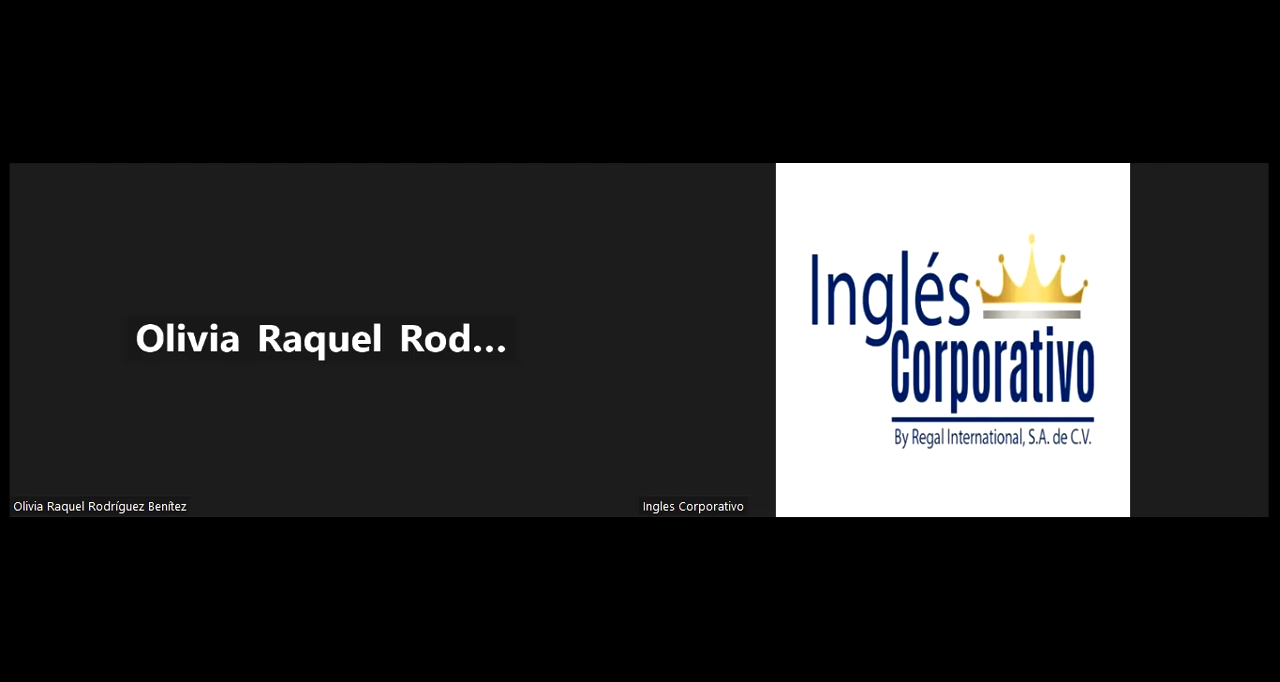 Olivia Raquel Rod...
Olivia Raquel Rodríguez Benítez
Inglés
Corporativo
By Regal International, S.A. de C.V.
Ingles Corporativo